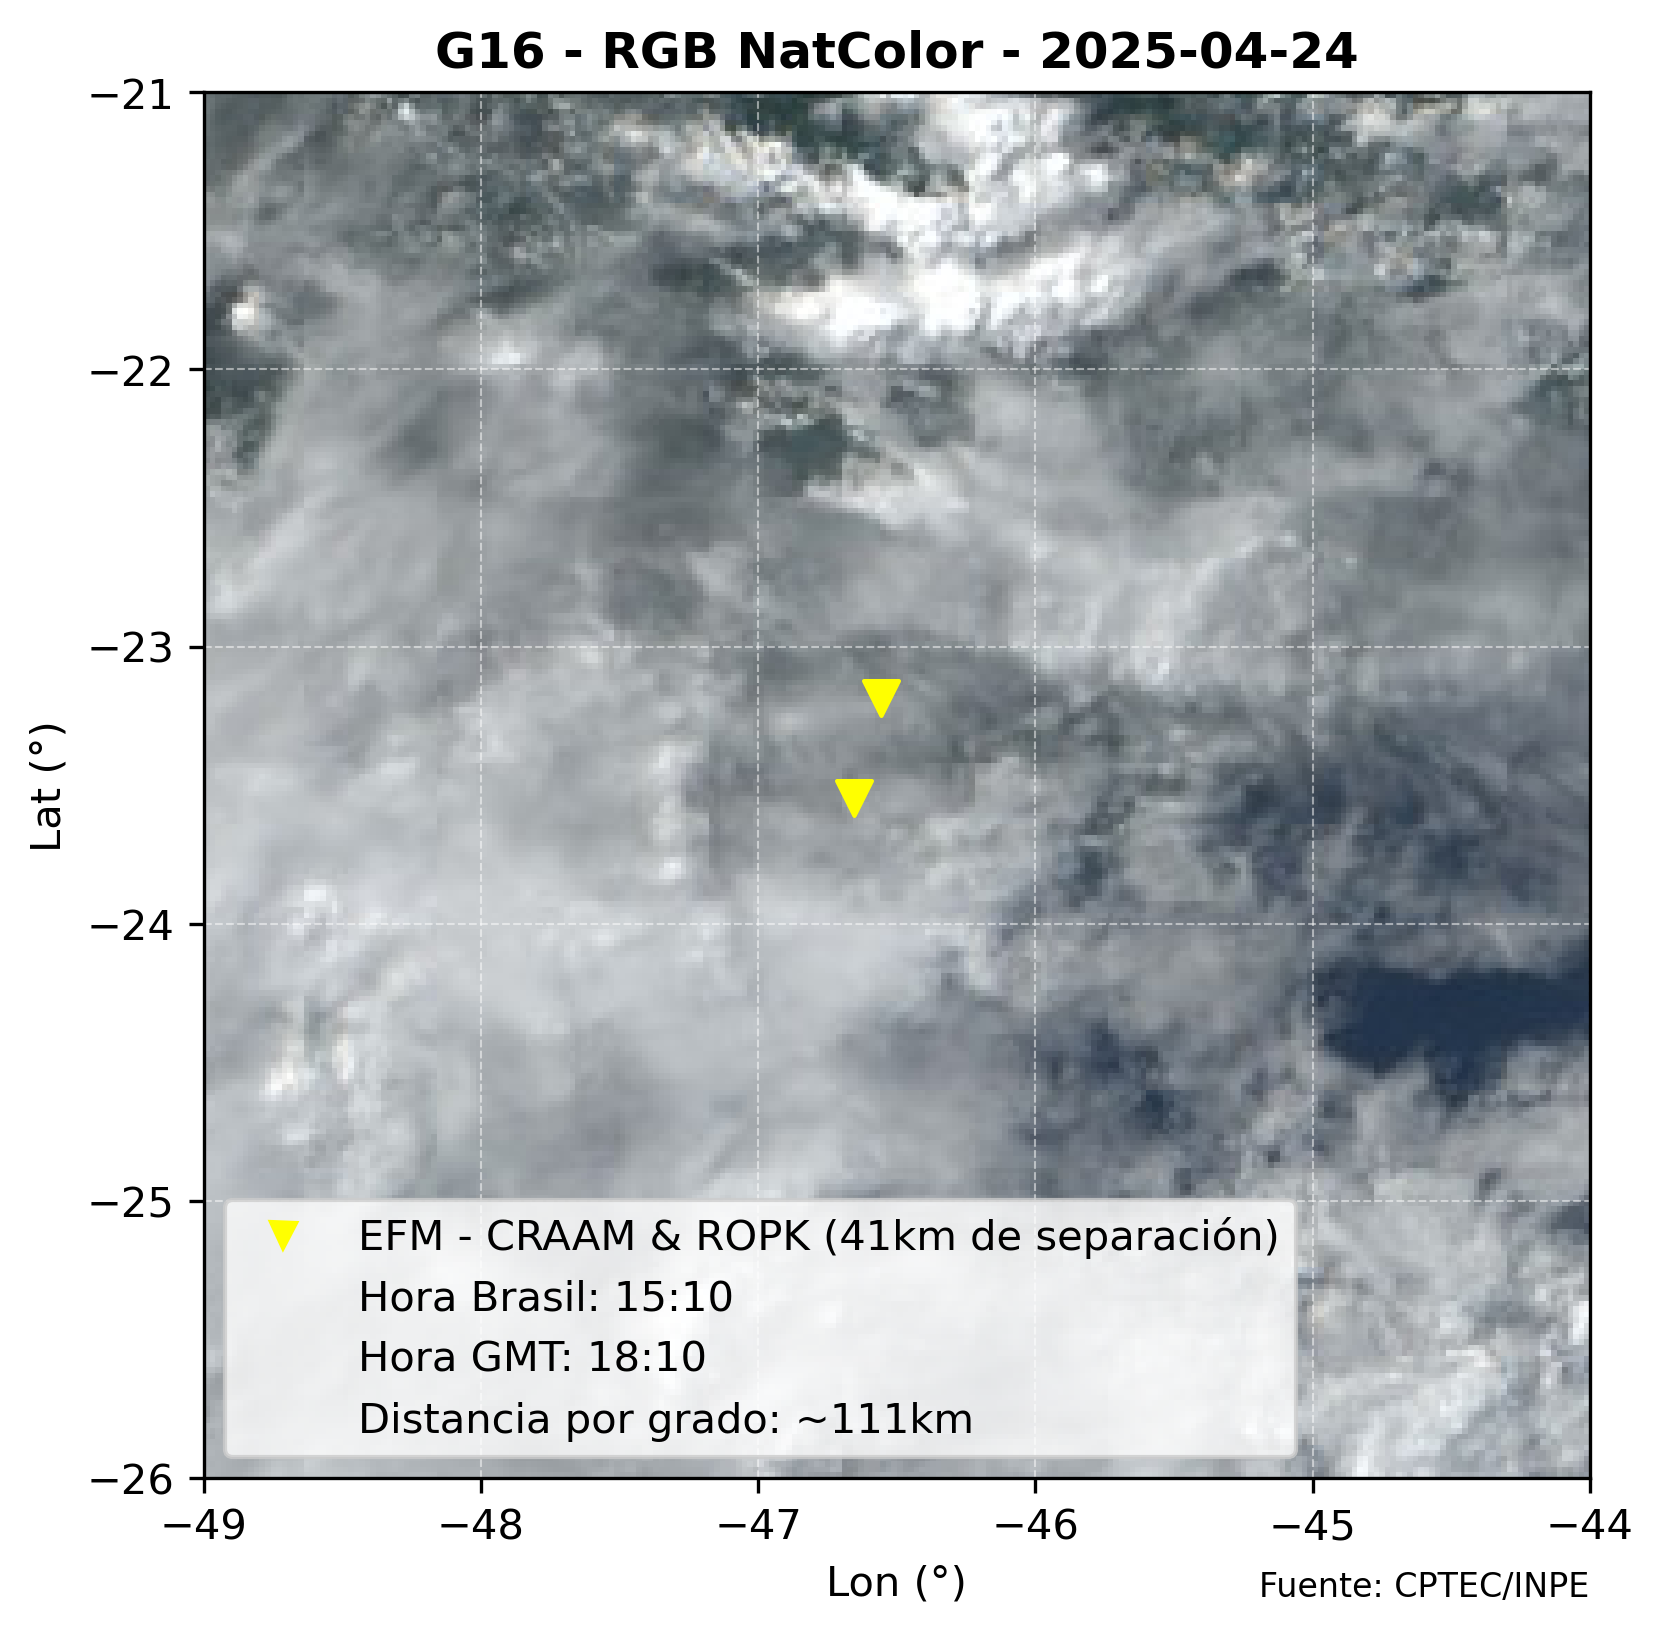 G16 - RGB NatColor - 2025-04-24
−21
−22
−23
−24
−25
−26
Lat (°)
EFM - CRAAM & ROPK (41km de separación)
Hora Brasil: 15:10
Hora GMT: 18:10
Distancia por grado: ~111km
−49 −48 −47 −46 −45 −44
Lon (°)
Fuente: CPTEC/INPE